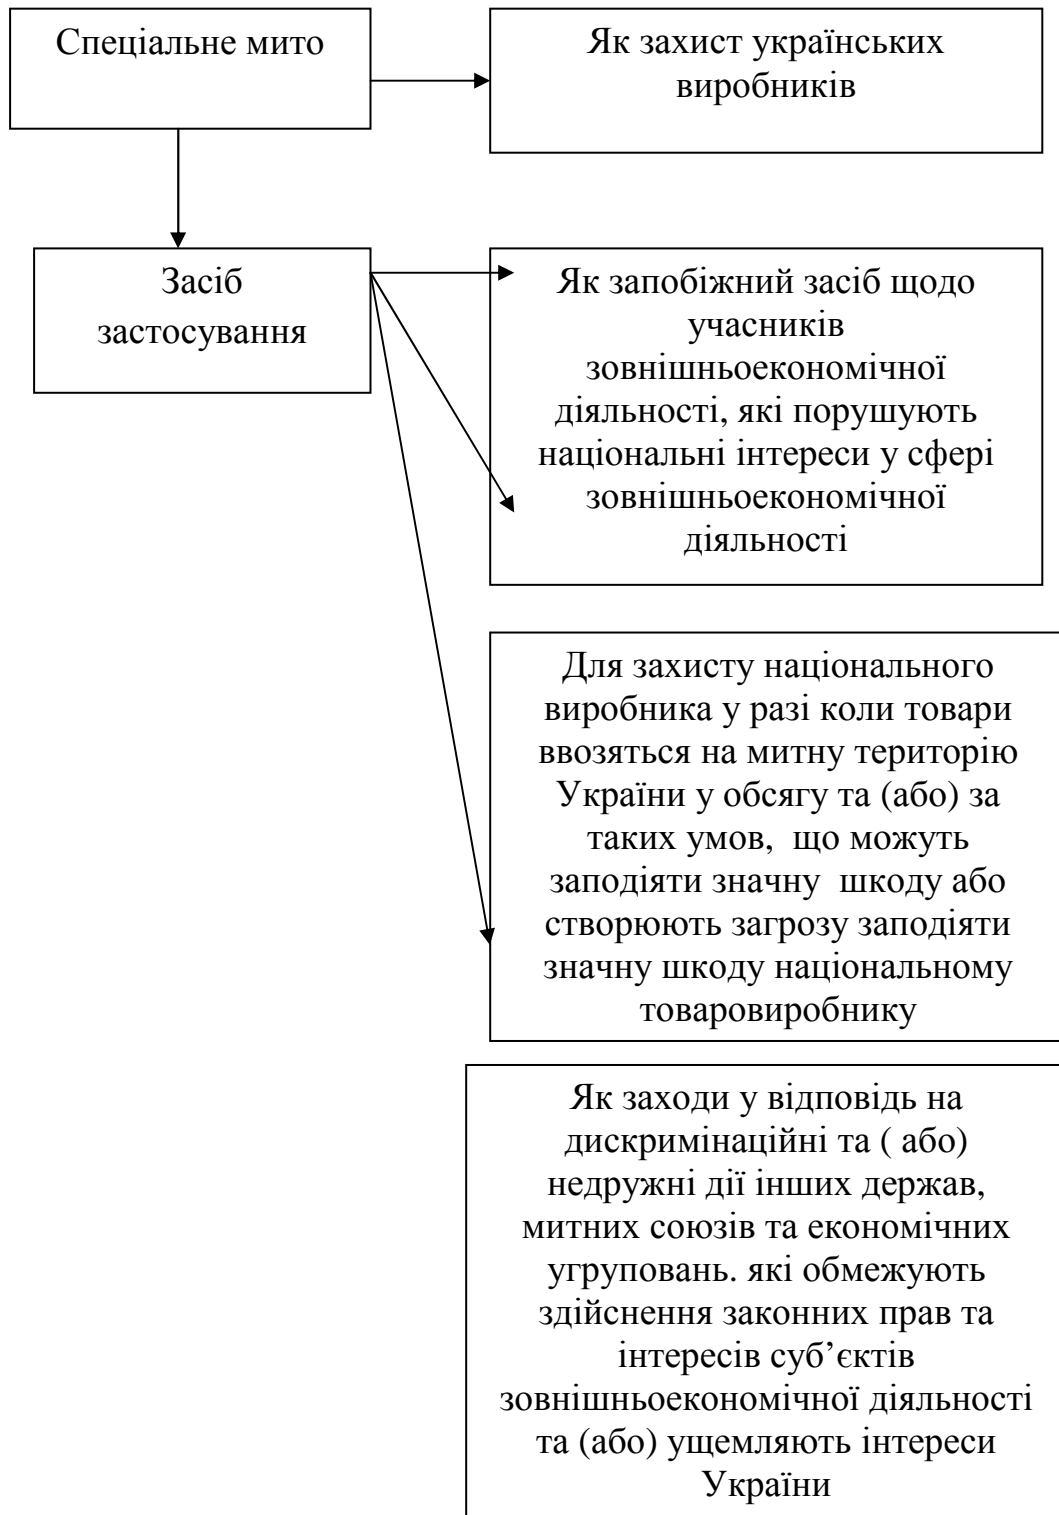 Спеціальне мито
Як захист українських
виробників
Засіб
застосування
Як запобіжний засіб щодо
учасників
зовнішньоекономічної
діяльності, які порушують
національні інтереси у сфері
зовнішньоекономічної
діяльності
Для захисту національного
виробника у разі коли товари
ввозяться на митну територію
України у обсягу та (або) за
таких умов,  що можуть
заподіяти значну  шкоду або
створюють загрозу заподіяти
значну шкоду національному
товаровиробнику
Як заходи у відповідь на
дискримінаційні та ( або)
недружні дії інших держав,
митних союзів та економічних
угруповань. які обмежують
здійснення законних прав та
інтересів суб’єктів
зовнішньоекономічної діяльності
та (або) ущемляють інтереси
України